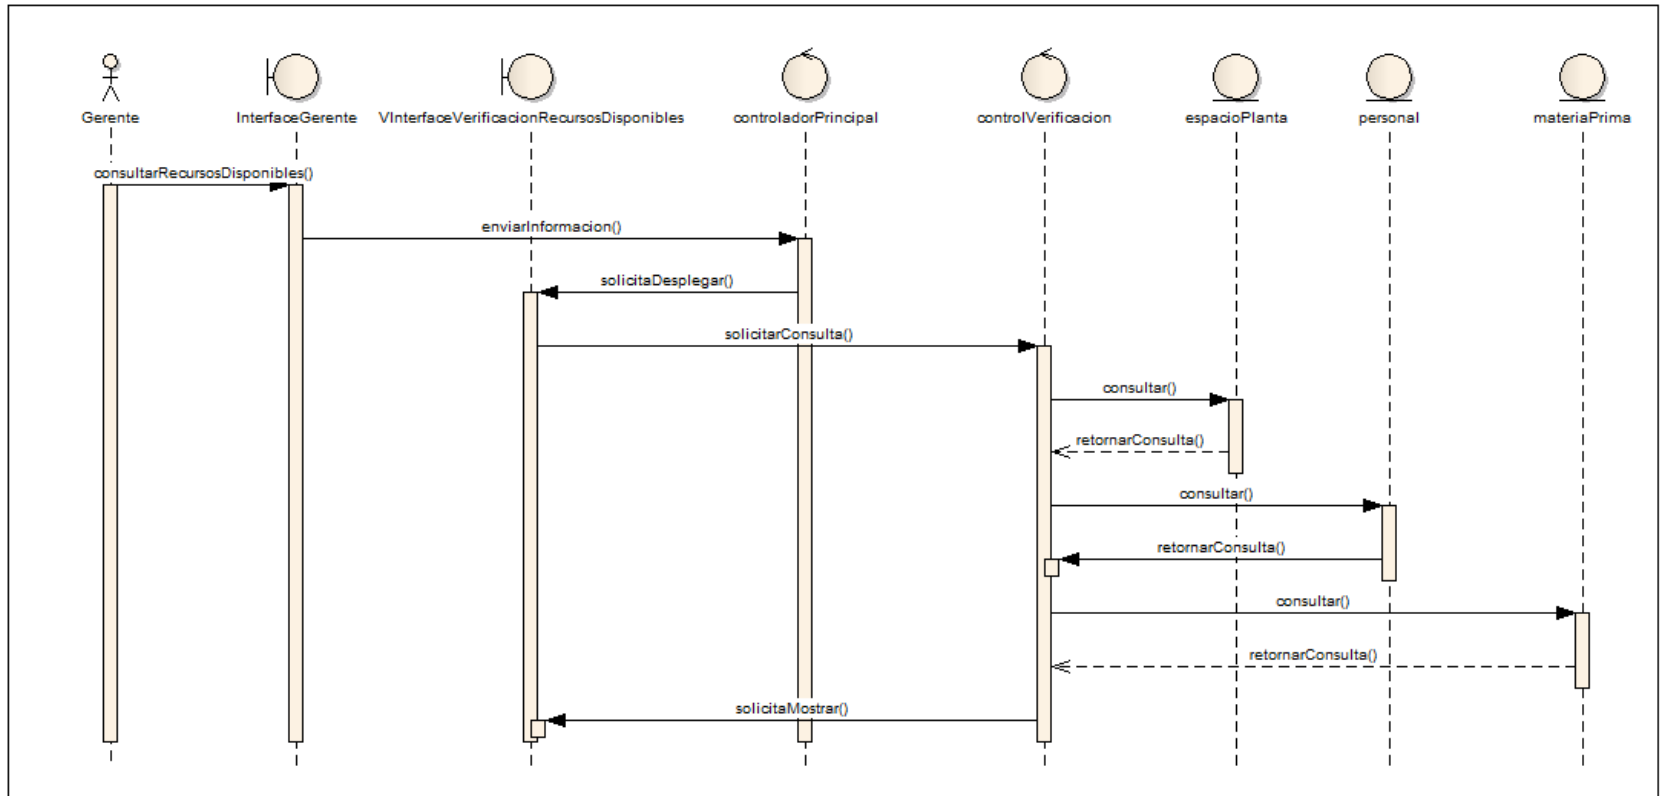 Gerente
InterfaceGerente
VInterfaceVerificacionRecursosDisponibles
controladorPrincipal
controlVerificacion
espacioPlanta
personal
materiaPrima
consultarRecursosDisponibles()
enviarInformacion()
solicitaDesplegar()
solicitarConsulta()
consultar()
retornarConsulta()
consultar()
retornarConsulta()
consultar()
retornarConsulta()
solicitaMostrar()